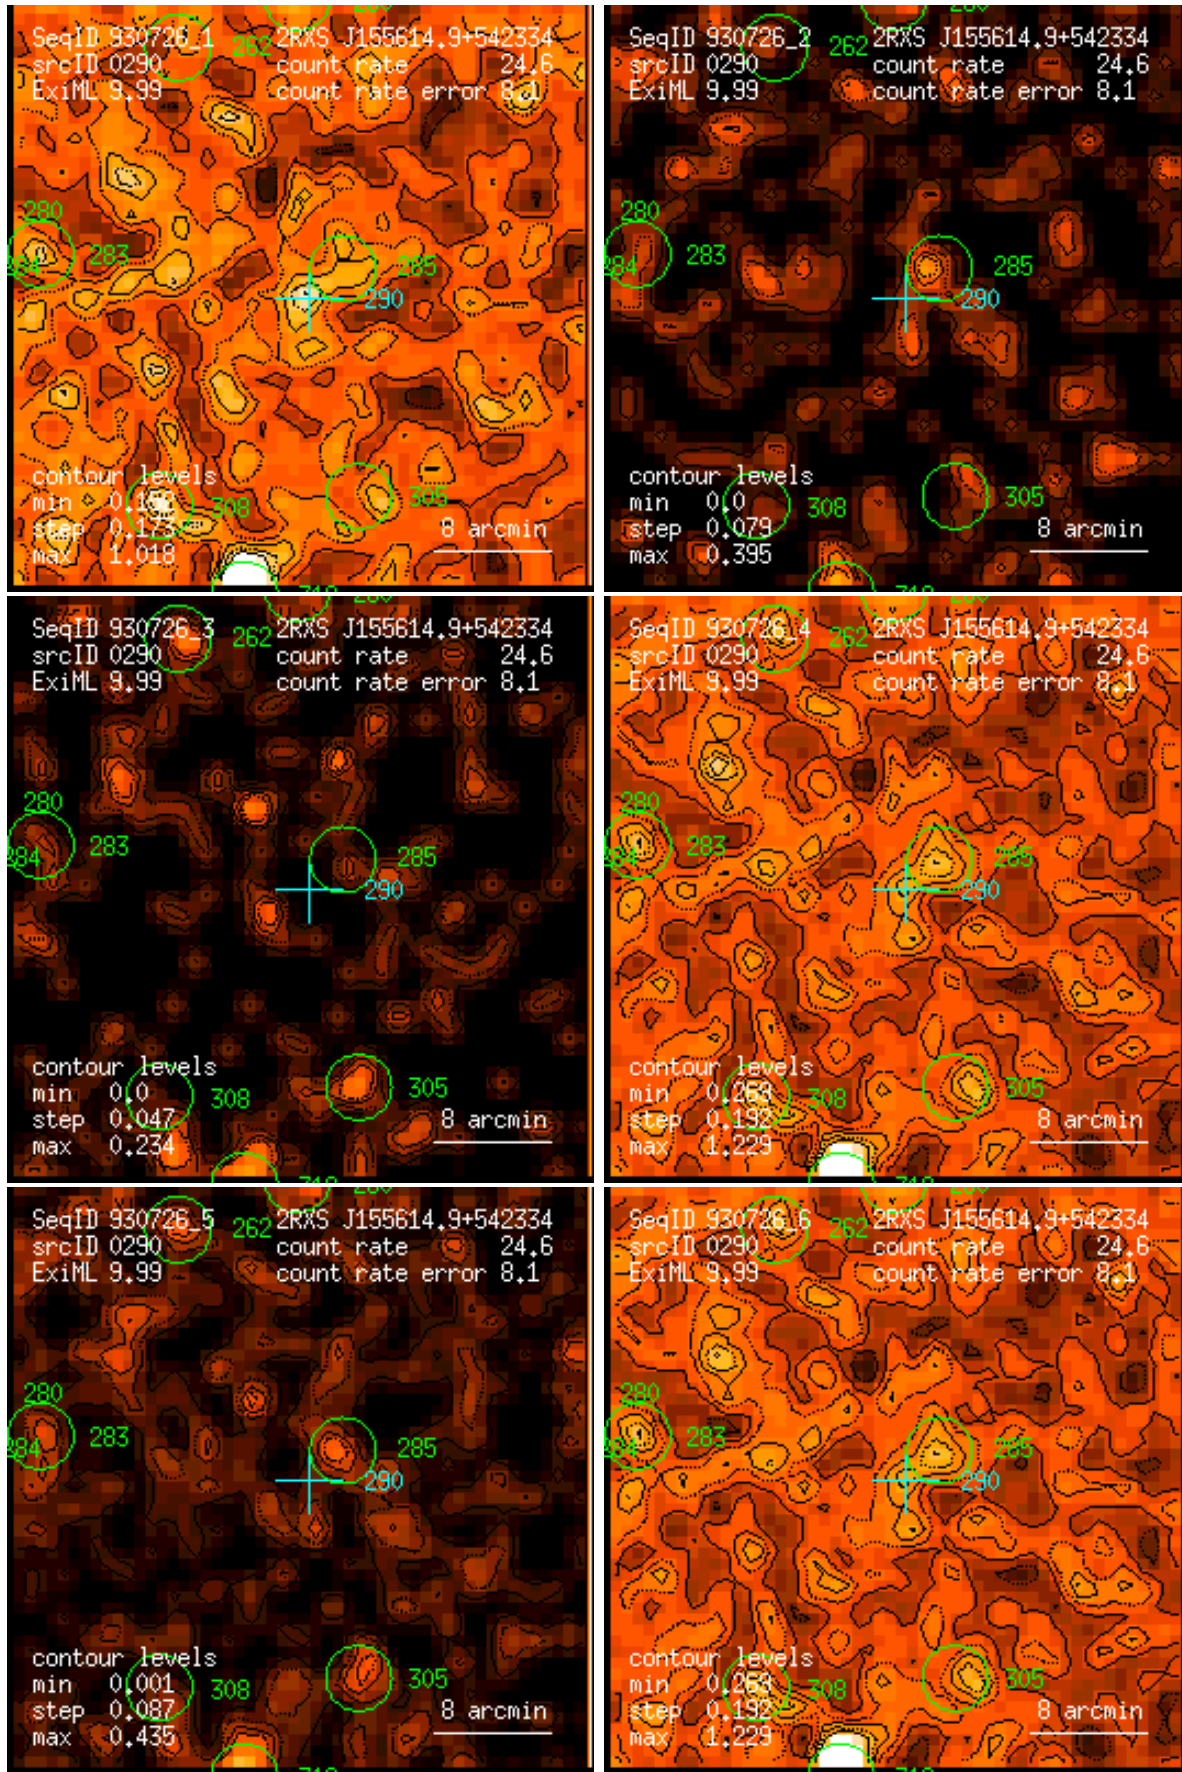 280
SeqID 930726_1 262 2RXS J155614.9+542334
srcID 0290 count rate 24.6
ExiML 9.99 count rate error 8.1
280
284 283 285
290
contour levels
min 0.152 308 305
step 0.173 8 arcmin
max 1.018
310
260
SeqID 930726_2 262 2RXS J155614.9+542334
srcID 0290 count rate 24.6
ExiML 9.99 count rate error 8.1
280
284 283 285
290
contour levels
min 0.0 308 305
step 0.079 8 arcmin
max 0.395
SeqID 930726_3 262 2RXS J155614.9+542334
srcID 0290 count rate 24.6
ExiML 9.99 count rate error 8.1
280
284 283 285
290
contour levels
min 0.0 308 305
step 0.047 8 arcmin
max 0.234
SeqID 930726_4 262 2RXS J155614.9+542334
srcID 0290 count rate 24.6
ExiML 9.99 count rate error 8.1
280
284 283 285
290
contour levels
min 0.269 308 305
step 0.192 8 arcmin
max 1.229
SeqID 930726_5 262 2RXS J155614.9+542334
srcID 0290 count rate 24.6
ExiML 9.99 count rate error 8.1
280
284 283 285
290
contour levels
min 0.001 308 305
step 0.087 8 arcmin
max 0.435
SeqID 930726_6 262 2RXS J155614.9+542334
srcID 0290 count rate 24.6
ExiML 9.99 count rate error 8.1
280
284 283 285
290
contour levels
min 0.269 308 305
step 0.192 8 arcmin
max 1.229